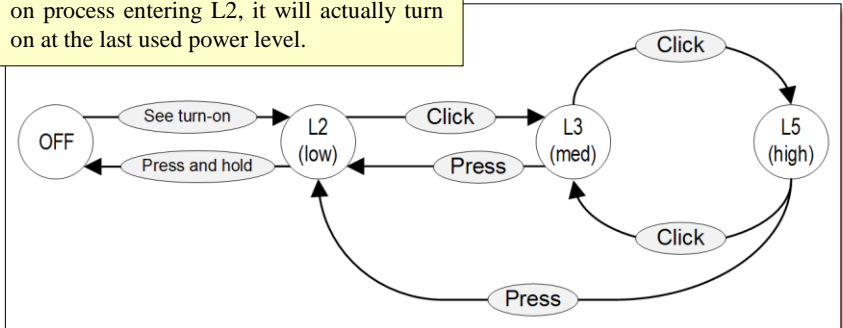 on process entering L2, it will actually turn
on at the last used power level.
Click
See turn-on
Click
OFF
L2
(low)
L3
(med)
L5
(high)
Press and hold
Press
Click
Press